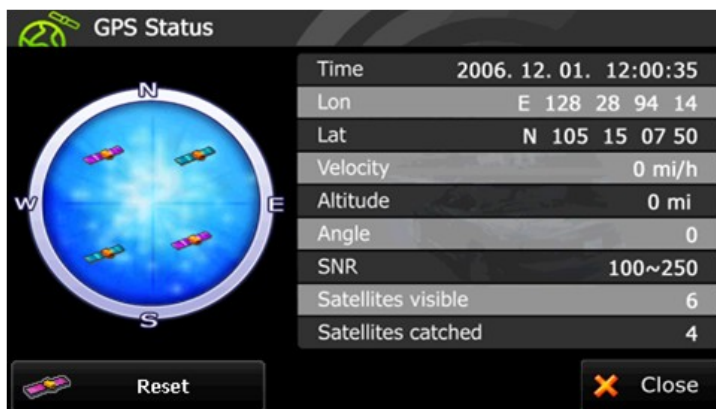 GPS Status
Time 2006. 12. 01. 12:00:35
Lon E 128 28 94 14
Lat N 105 15 07 50
Velocity 0 mi/h
Altitude 0 mi
Angle 0
SNR 100~250
Satellites visible 6
Satellites catched 4
N
W
E
S
Reset
Close